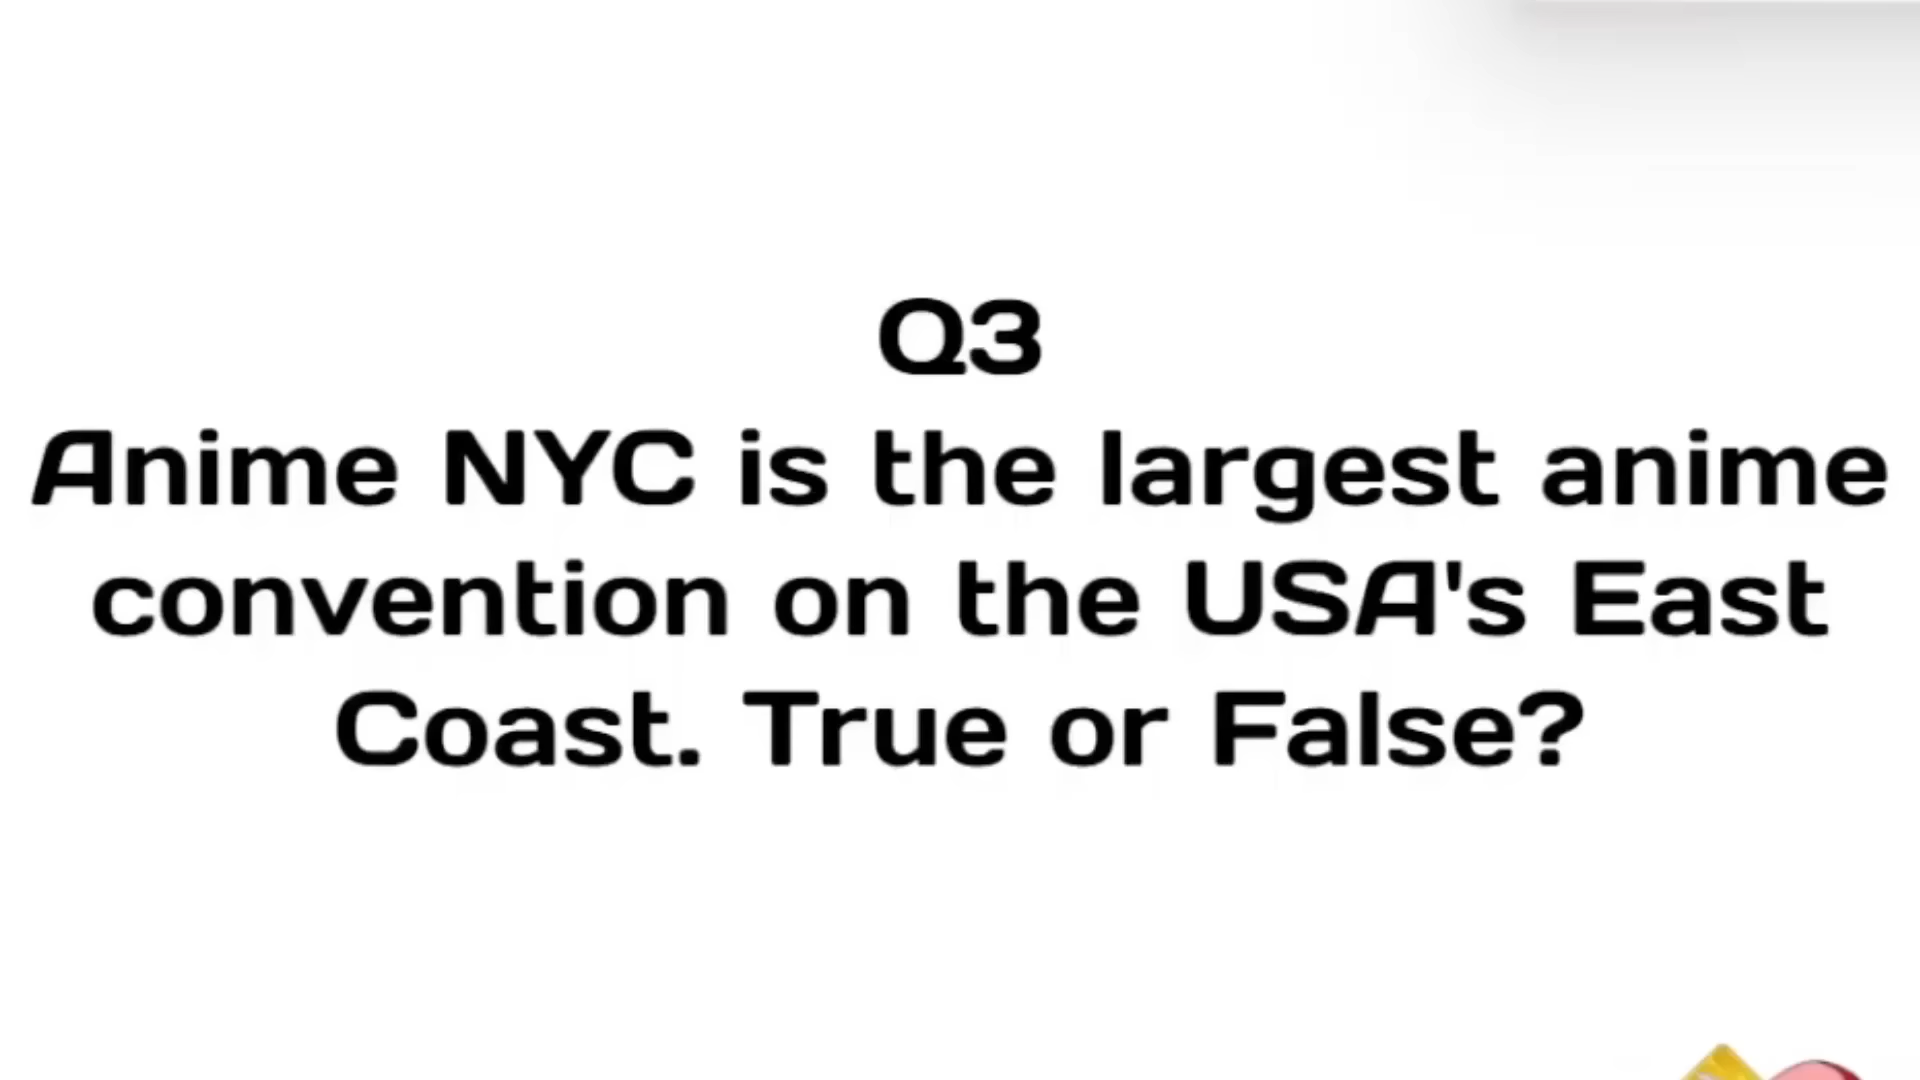 Q3
Anime NYC is the largest anime
convention on the USA's East
Coast. True or False?